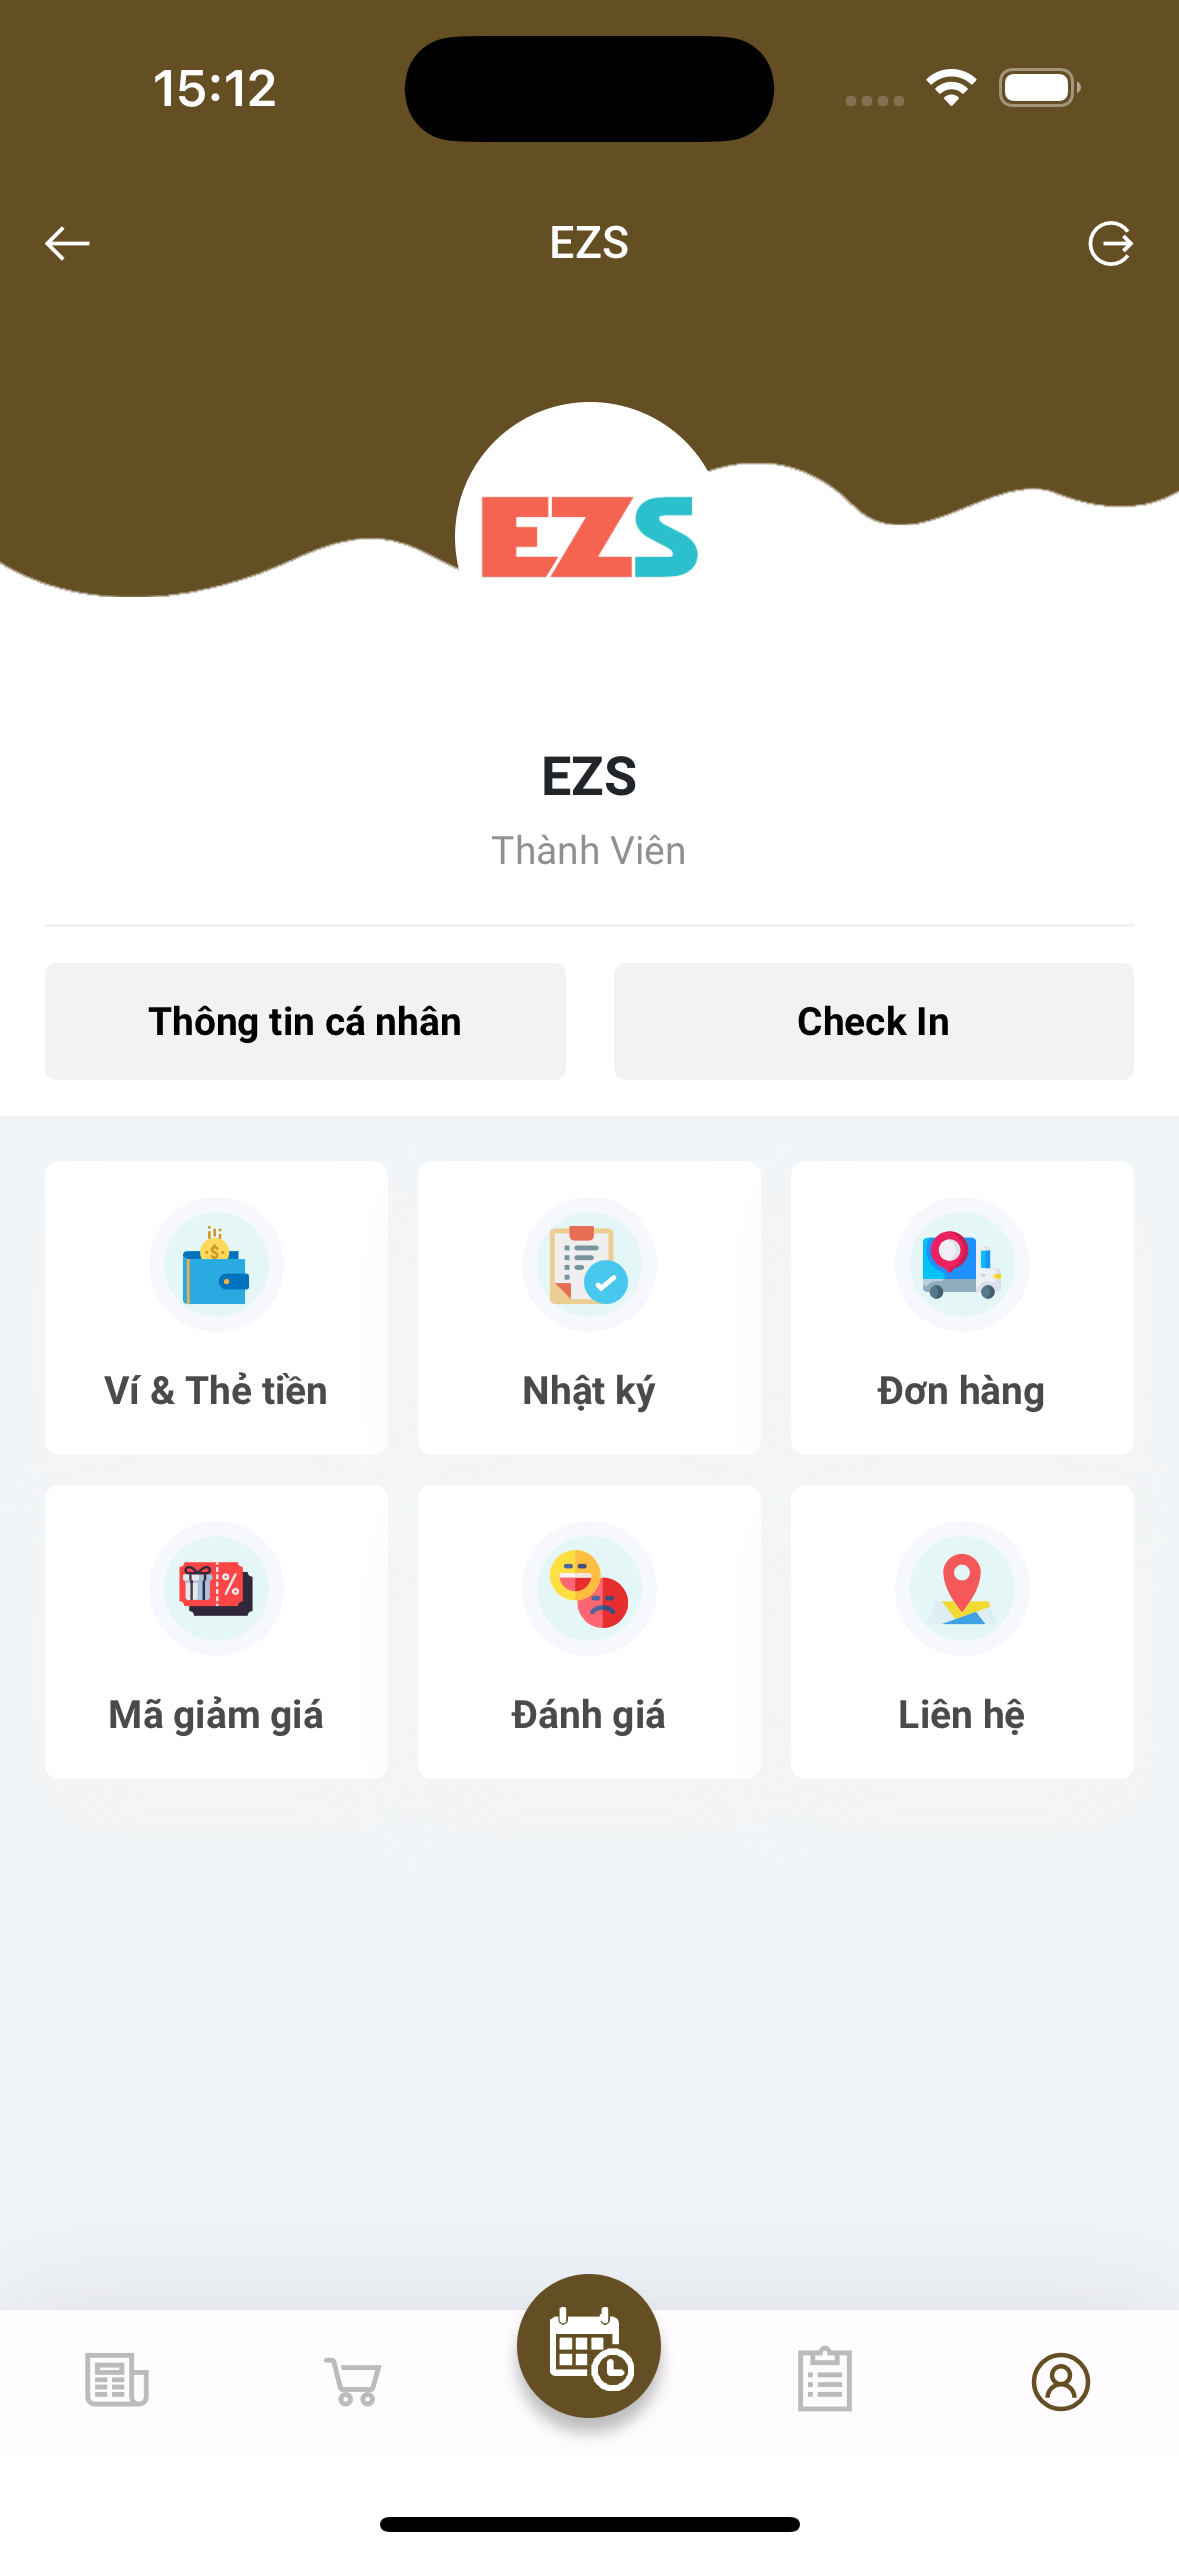 15:12
EZS
EZS
EZS
Thành Viên
Thông tin cá nhân
Check In
Ví & Thẻ tiền
Nhật ký
Đơn hàng
Mã giảm giá
Đánh giá
Liên hệ